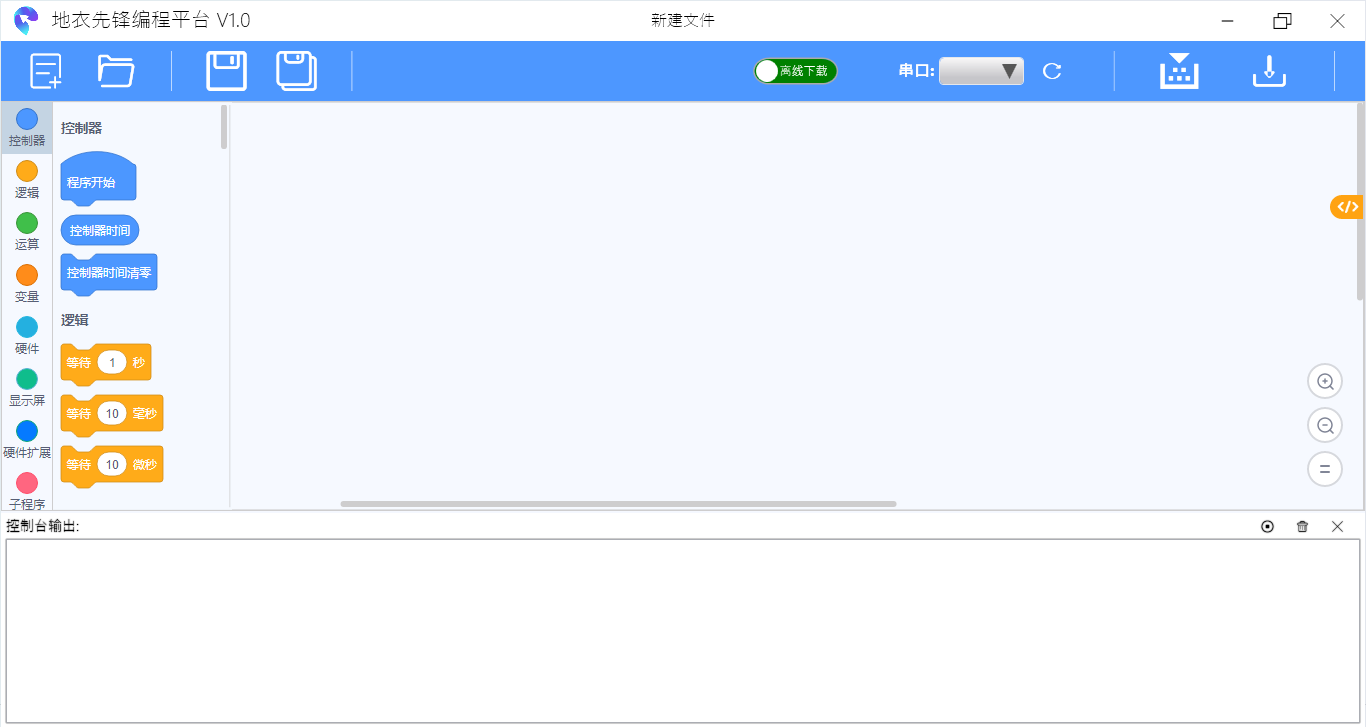 地衣先锋编程平台 V1.0
新建文件
离线下载
串口:
控制器
逻辑
运算
变量
硬件
显示屏
硬件扩展
子程序
控制器
程序开始
控制器时间
控制器时间清零
逻辑
等待 1 秒
等待 10 毫秒
等待 10 微秒
</>
控制台输出: